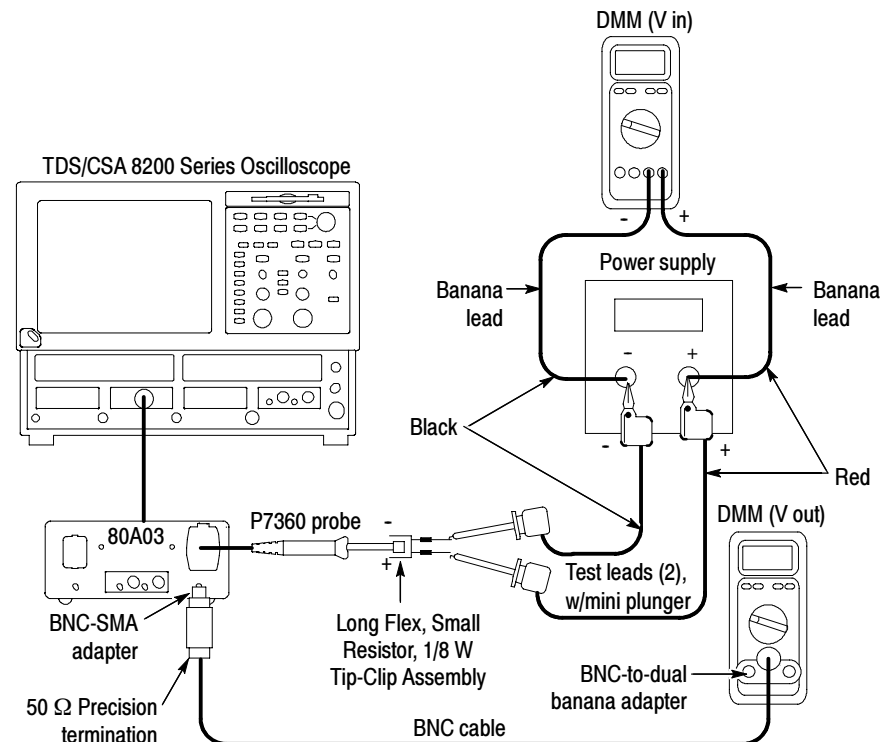 DMM (V in)
TDS/CSA 8200 Series Oscilloscope
- +
Power supply
Banana
lead
Banana
lead
- +
Black
- +
Red
80A03
P7360 probe
-
+
DMM (V out)
Test leads (2),
w/mini plunger
BNC-SMA
adapter
Long Flex, Small
Resistor, 1/8 W
Tip-Clip Assembly
BNC-to-dual
banana adapter
50 Ω Precision
termination
BNC cable